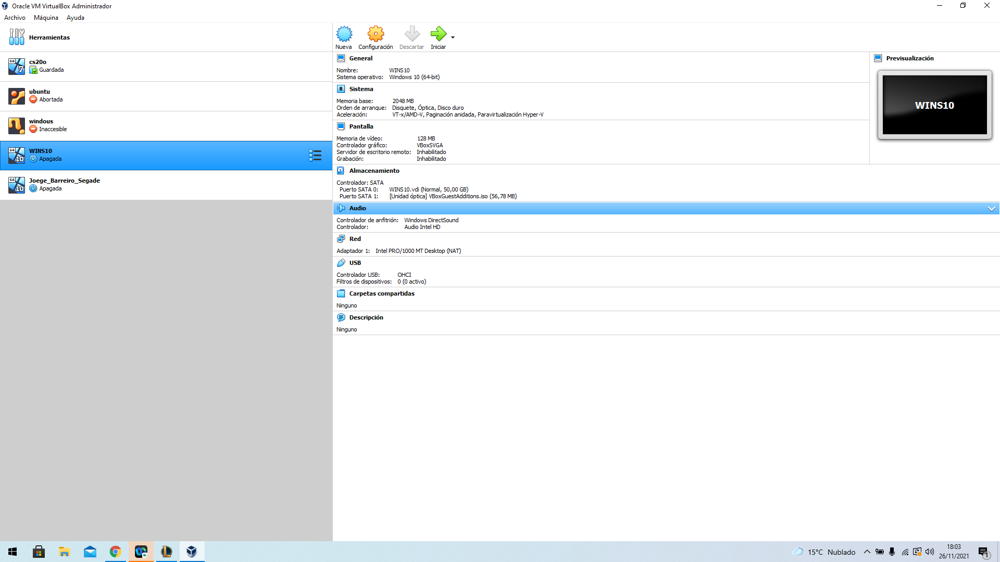 Oracle VM VirtualBox Administrador
Archivo Máquina Ayuda
Herramientas
cs20o
Guardada
ubuntu
Abortada
windous
Inaccesible
WINS10
Apagada
Joege_Barreiro_Segade
Apagada
Nueva Configuración Descartar Iniciar
General
Nombre: WINS10
Sistema operativo: Windows 10 (64-bit)
Sistema
Memoria base: 2048 MB
Orden de arranque: Disquete, Óptica, Disco duro
Aceleración: VT-x/AMD-V, Paginación anidada, Paravirtualización Hyper-V
Pantalla
Memoria de vídeo: 128 MB
Controlador gráfico: VBoxSVGA
Servidor de escritorio remoto: Inhabilitado
Grabación: Inhabilitado
Previsualización
WINS10
Almacenamiento
Controlador: SATA
Puerto SATA 0: WINS10.vdi (Normal, 50,00 GB)
Puerto SATA 1: [Unidad óptica] VBoxGuestAdditions.iso (56,78 MB)
Audio
Controlador de anfitrión: Windows DirectSound
Controlador: Audio Intel HD
Red
Adaptador 1: Intel PRO/1000 MT Desktop (NAT)
USB
Controlador USB: OHCI
Filtros de dispositivos: 0 (0 activo)
Carpetas compartidas
Ninguno
Descripción
Ninguno
15°C Nublado
18:03
26/11/2021
1